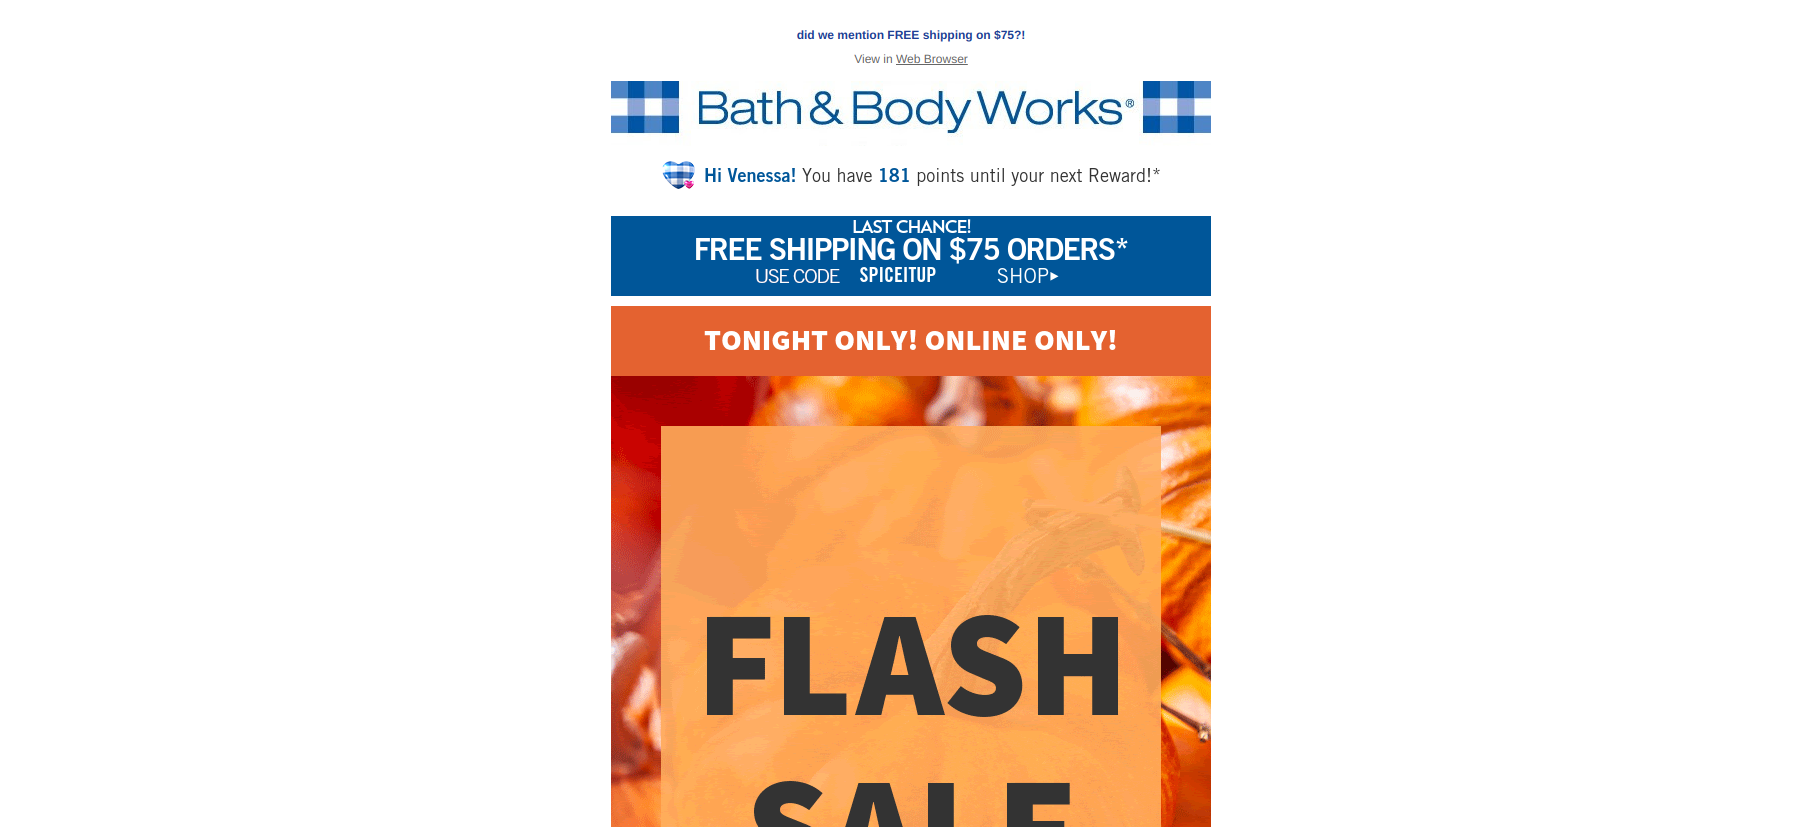 did we mention FREE shipping on $75?!
View in Web Browser
Bath & Body Works®
Hi Venessa! You have 181 points until your next Reward!*
LAST CHANCE!
FREE SHIPPING ON $75 ORDERS*
USE CODE SPICEITUP SHOP▸
TONIGHT ONLY! ONLINE ONLY!
FLASH
SALE